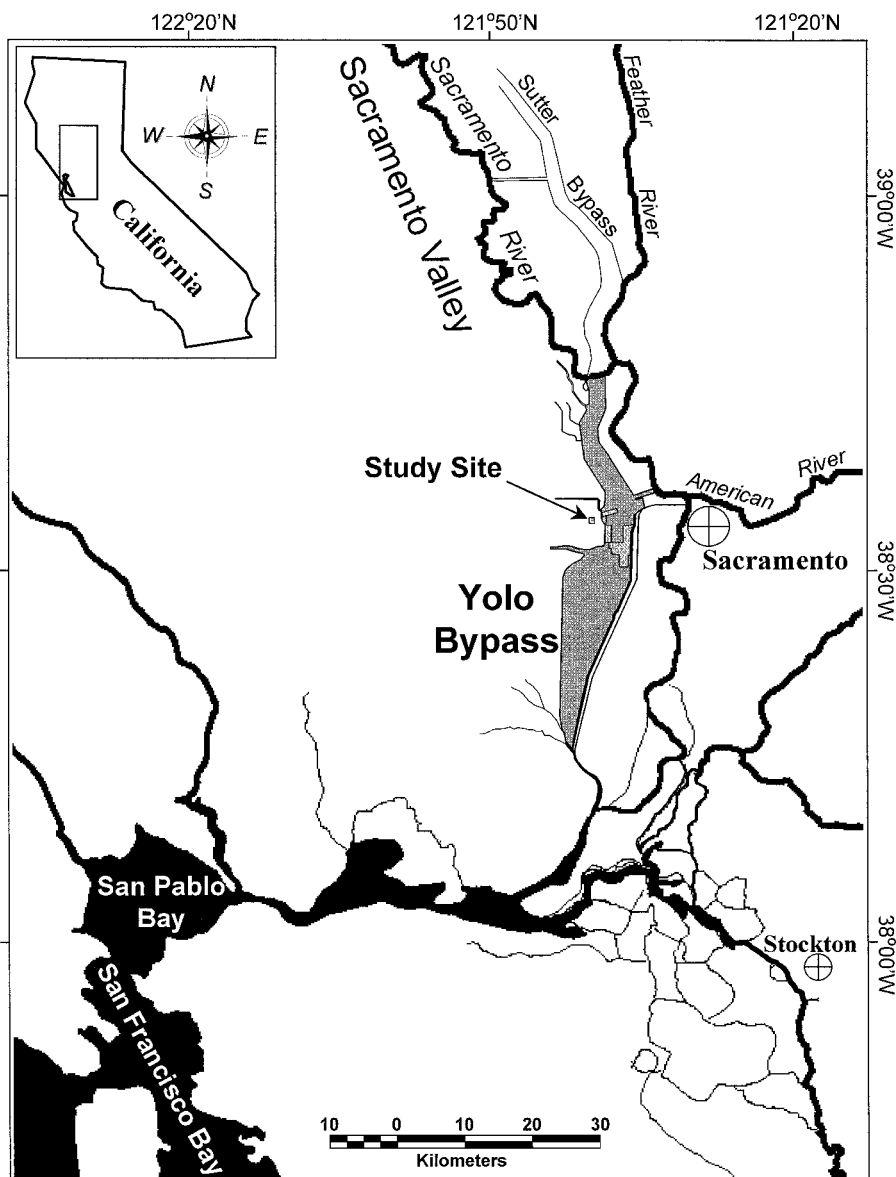 122°20'N
121°50'N
121°20'N
N
W
E
S
California
Sacramento Valley
Sacramento
River
Sutter
Bypass
Feather
River
39°00'W
Study Site
American
River
Sacramento
38°30'W
Yolo
Bypass
San Pablo
Bay
Stockton
38°00'W
San Francisco Bay
10
0
10
20
30
Kilometers